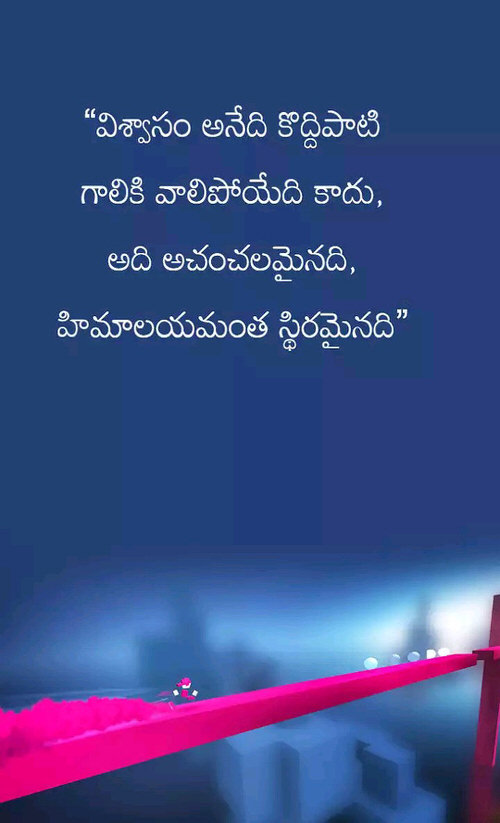 “విశ్వాసం అనేది కొద్దిపాటి
గాలికి వాలిపోయేది కాదు,
అది అచంచలమైనది,
హిమాలయమంత స్థిరమైనది”